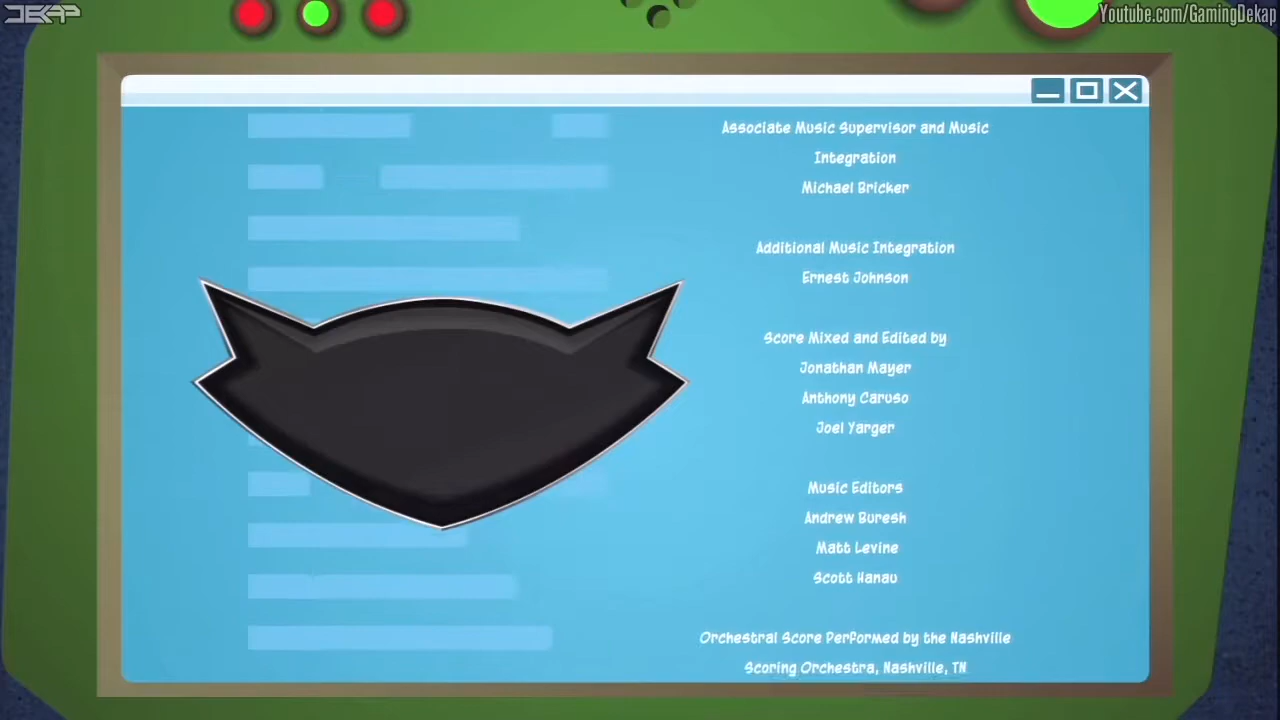 DEKAP
Youtube.com/GamingDekap
Associate Music Supervisor and Music
Integration
Michael Bricker
Additional Music Integration
Ernest Johnson
Score Mixed and Edited by
Jonathan Mayer
Anthony Caruso
Joel Yarger
Music Editors
Andrew Buresh
Matt Levine
Scott Hanau
Orchestral Score Performed by the Nashville
Scoring Orchestra, Nashville, TN